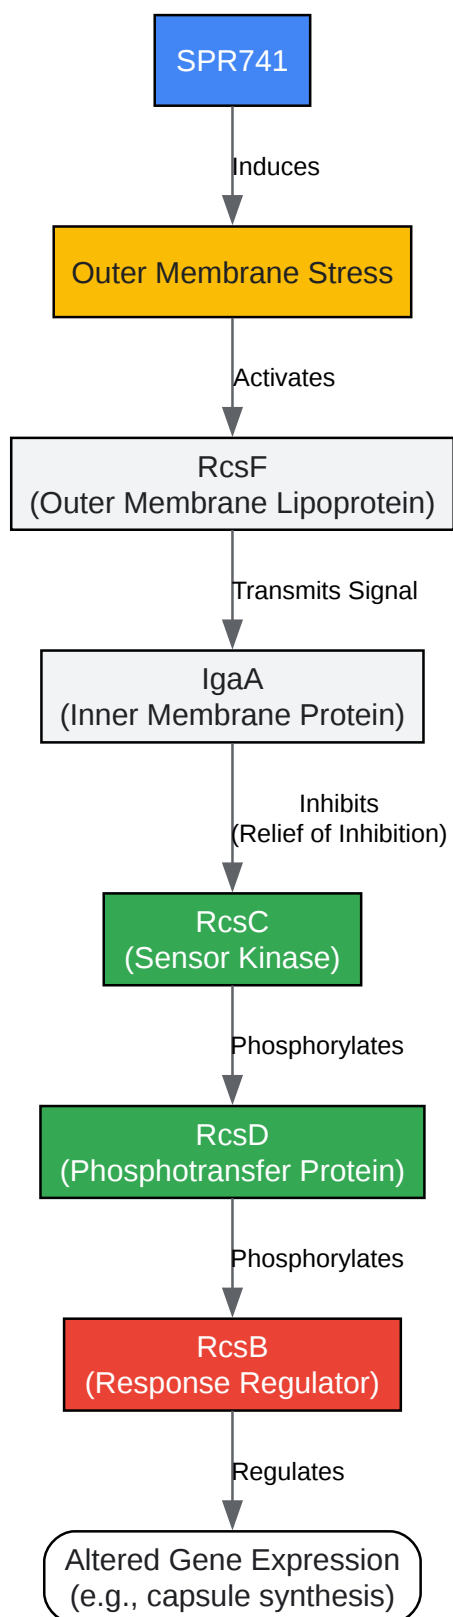 SPR741
Induces
Outer Membrane Stress
Activates
RcsF
(Outer Membrane Lipoprotein)
Transmits Signal
IgaA
(Inner Membrane Protein)
Inhibits
(Relief of Inhibition)
RcsC
(Sensor Kinase)
Phosphorylates
RcsD
(Phosphotransfer Protein)
Phosphorylates
RcsB
(Response Regulator)
Regulates
Altered Gene Expression
(e.g., capsule synthesis)